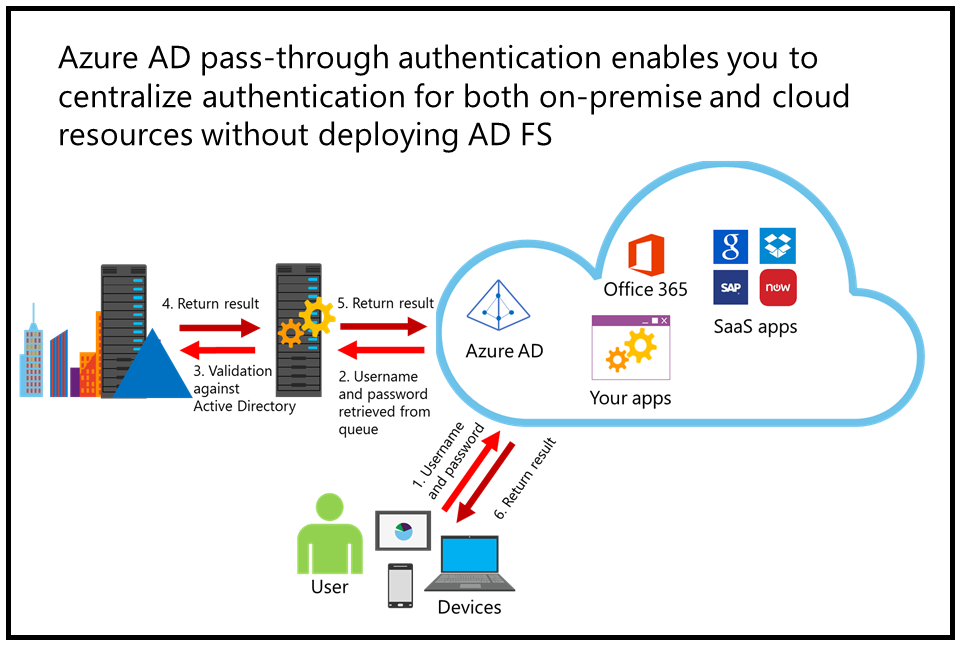 Azure AD pass-through authentication enables you to
centralize authentication for both on-premise and cloud
resources without deploying AD FS
Office 365
g
SAP
now
SaaS apps
4. Return result
5. Return result
Azure AD
3. Validation
against
Active Directory
2. Username
and password
retrieved from
queue
Your apps
1. Username
and password
6. Return result
User
Devices